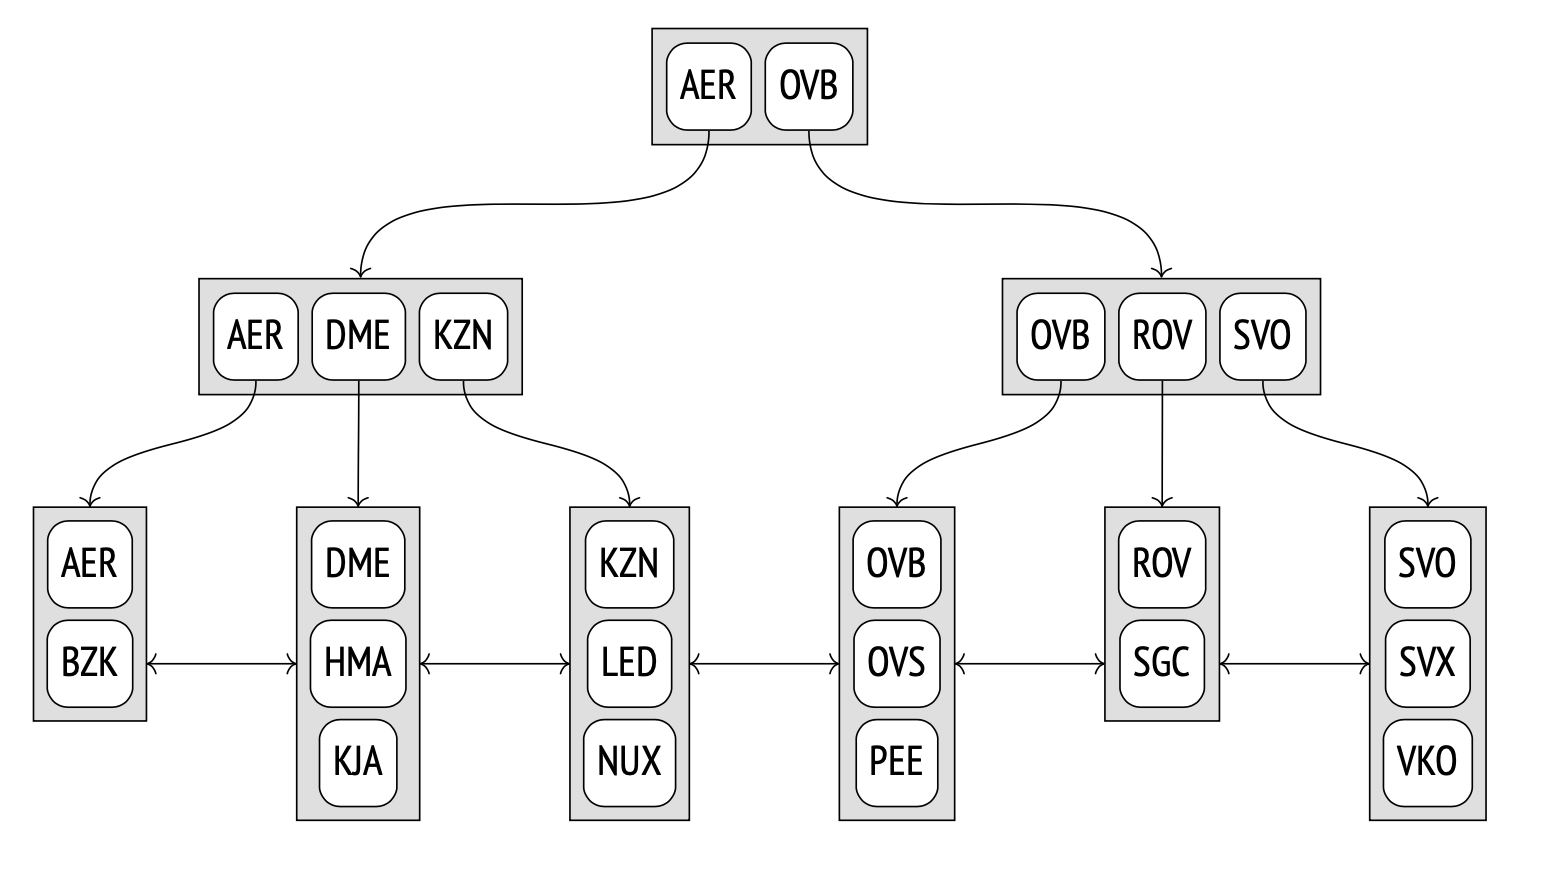 AER OVB
AER DME KZN
OVB ROV SVO
AER
BZK
DME
HMA
KJA
KZN
LED
NUX
OVB
OVS
PEE
ROV
SGC
SVO
SVX
VKO